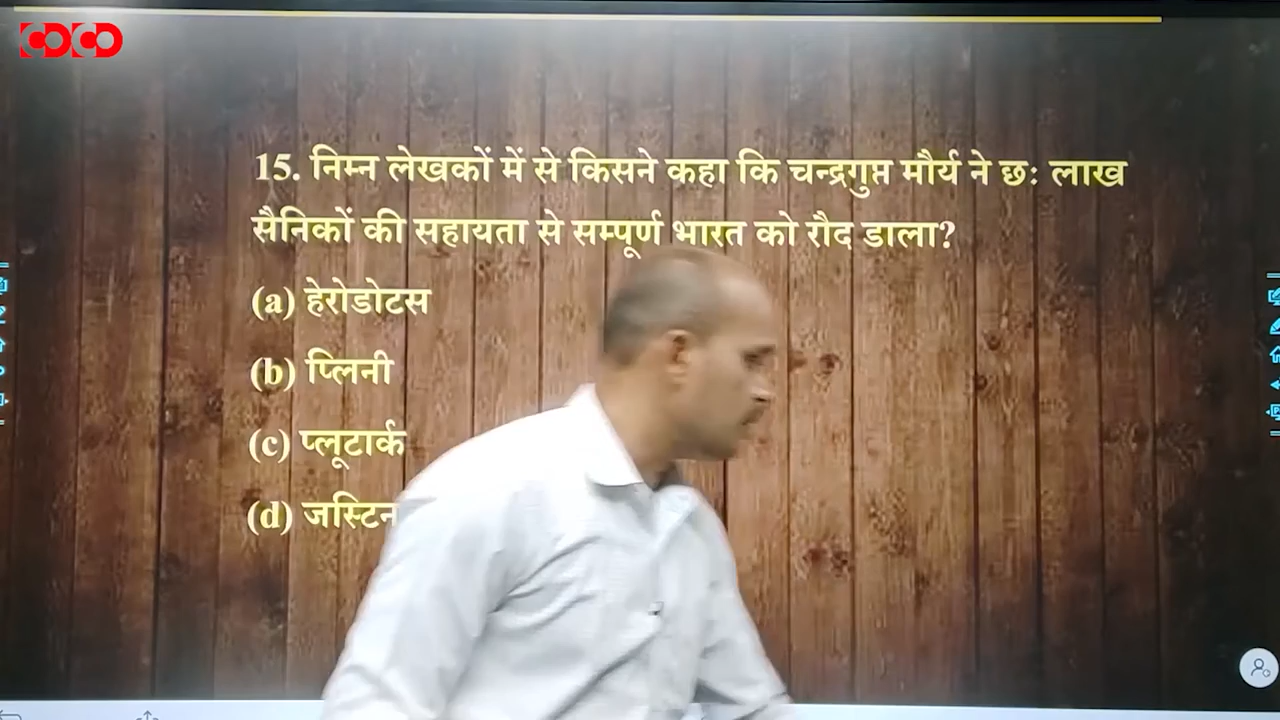 15. निम्न लेखकों में से किसने कहा कि चन्द्रगुप्त मौर्य ने छः लाख
सैनिकों की सहायता से सम्पूर्ण भारत को रौद डाला?
(a) हेरोडोटस
(b) प्लिनी
(c) प्लूटार्क
(d) जस्टिन